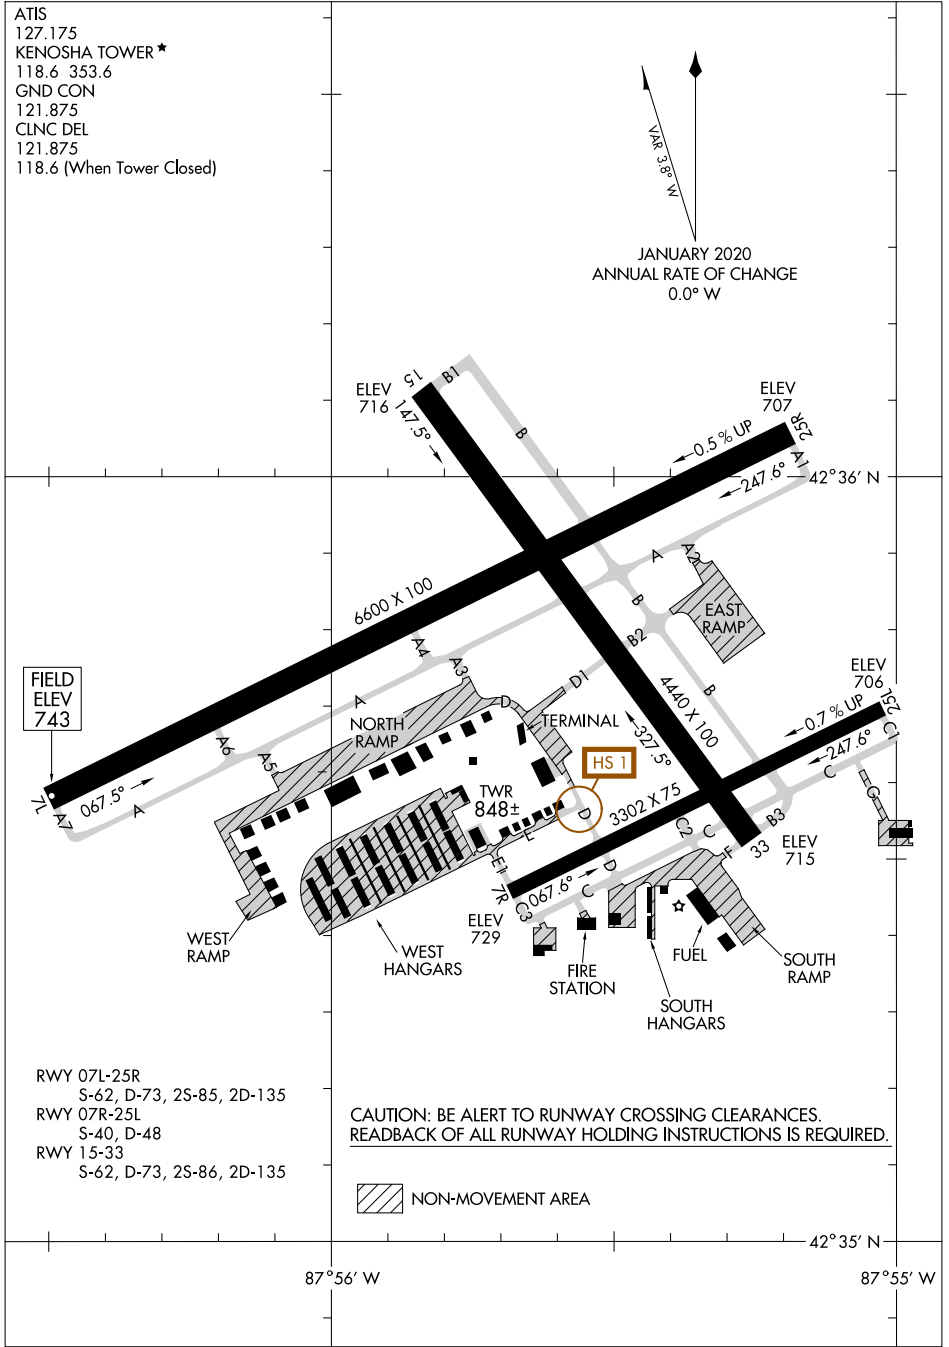 ATIS
127.175
KENOSHA TOWER★
118.6 353.6
GND CON
121.875
CLNC DEL
121.875
118.6 (When Tower Closed)
VAR 3.8° W
JANUARY 2020
ANNUAL RATE OF CHANGE
0.0° W
ELEV
716
15
B1
147.5°
B
ELEV
707
25R
0.5 % UP
A1
247.6°
42°36' N
A
A2
6600 X 100
B
EAST
RAMP
B2
A4
A3
D1
D
B
4440 X 100
ELEV
706
25L
0.7 % UP
C1
247.6°
FIELD
ELEV
743
A
NORTH
RAMP
TERMINAL
327.5°
A6
A5
HS 1
C
G
7L
067.5°
A7
A
TWR
848±
D
3302 X 75
C2
C
B3
E
F
33
ELEV
715
E1
7R
067.6°
D
C
C3
ELEV
729
WEST
RAMP
WEST
HANGARS
FIRE
STATION
FUEL
SOUTH
RAMP
SOUTH
HANGARS
RWY 07L-25R
S-62, D-73, 2S-85, 2D-135
RWY 07R-25L
S-40, D-48
RWY 15-33
S-62, D-73, 2S-86, 2D-135
CAUTION: BE ALERT TO RUNWAY CROSSING CLEARANCES.
READBACK OF ALL RUNWAY HOLDING INSTRUCTIONS IS REQUIRED.
NON-MOVEMENT AREA
42°35' N
87°56' W
87°55' W